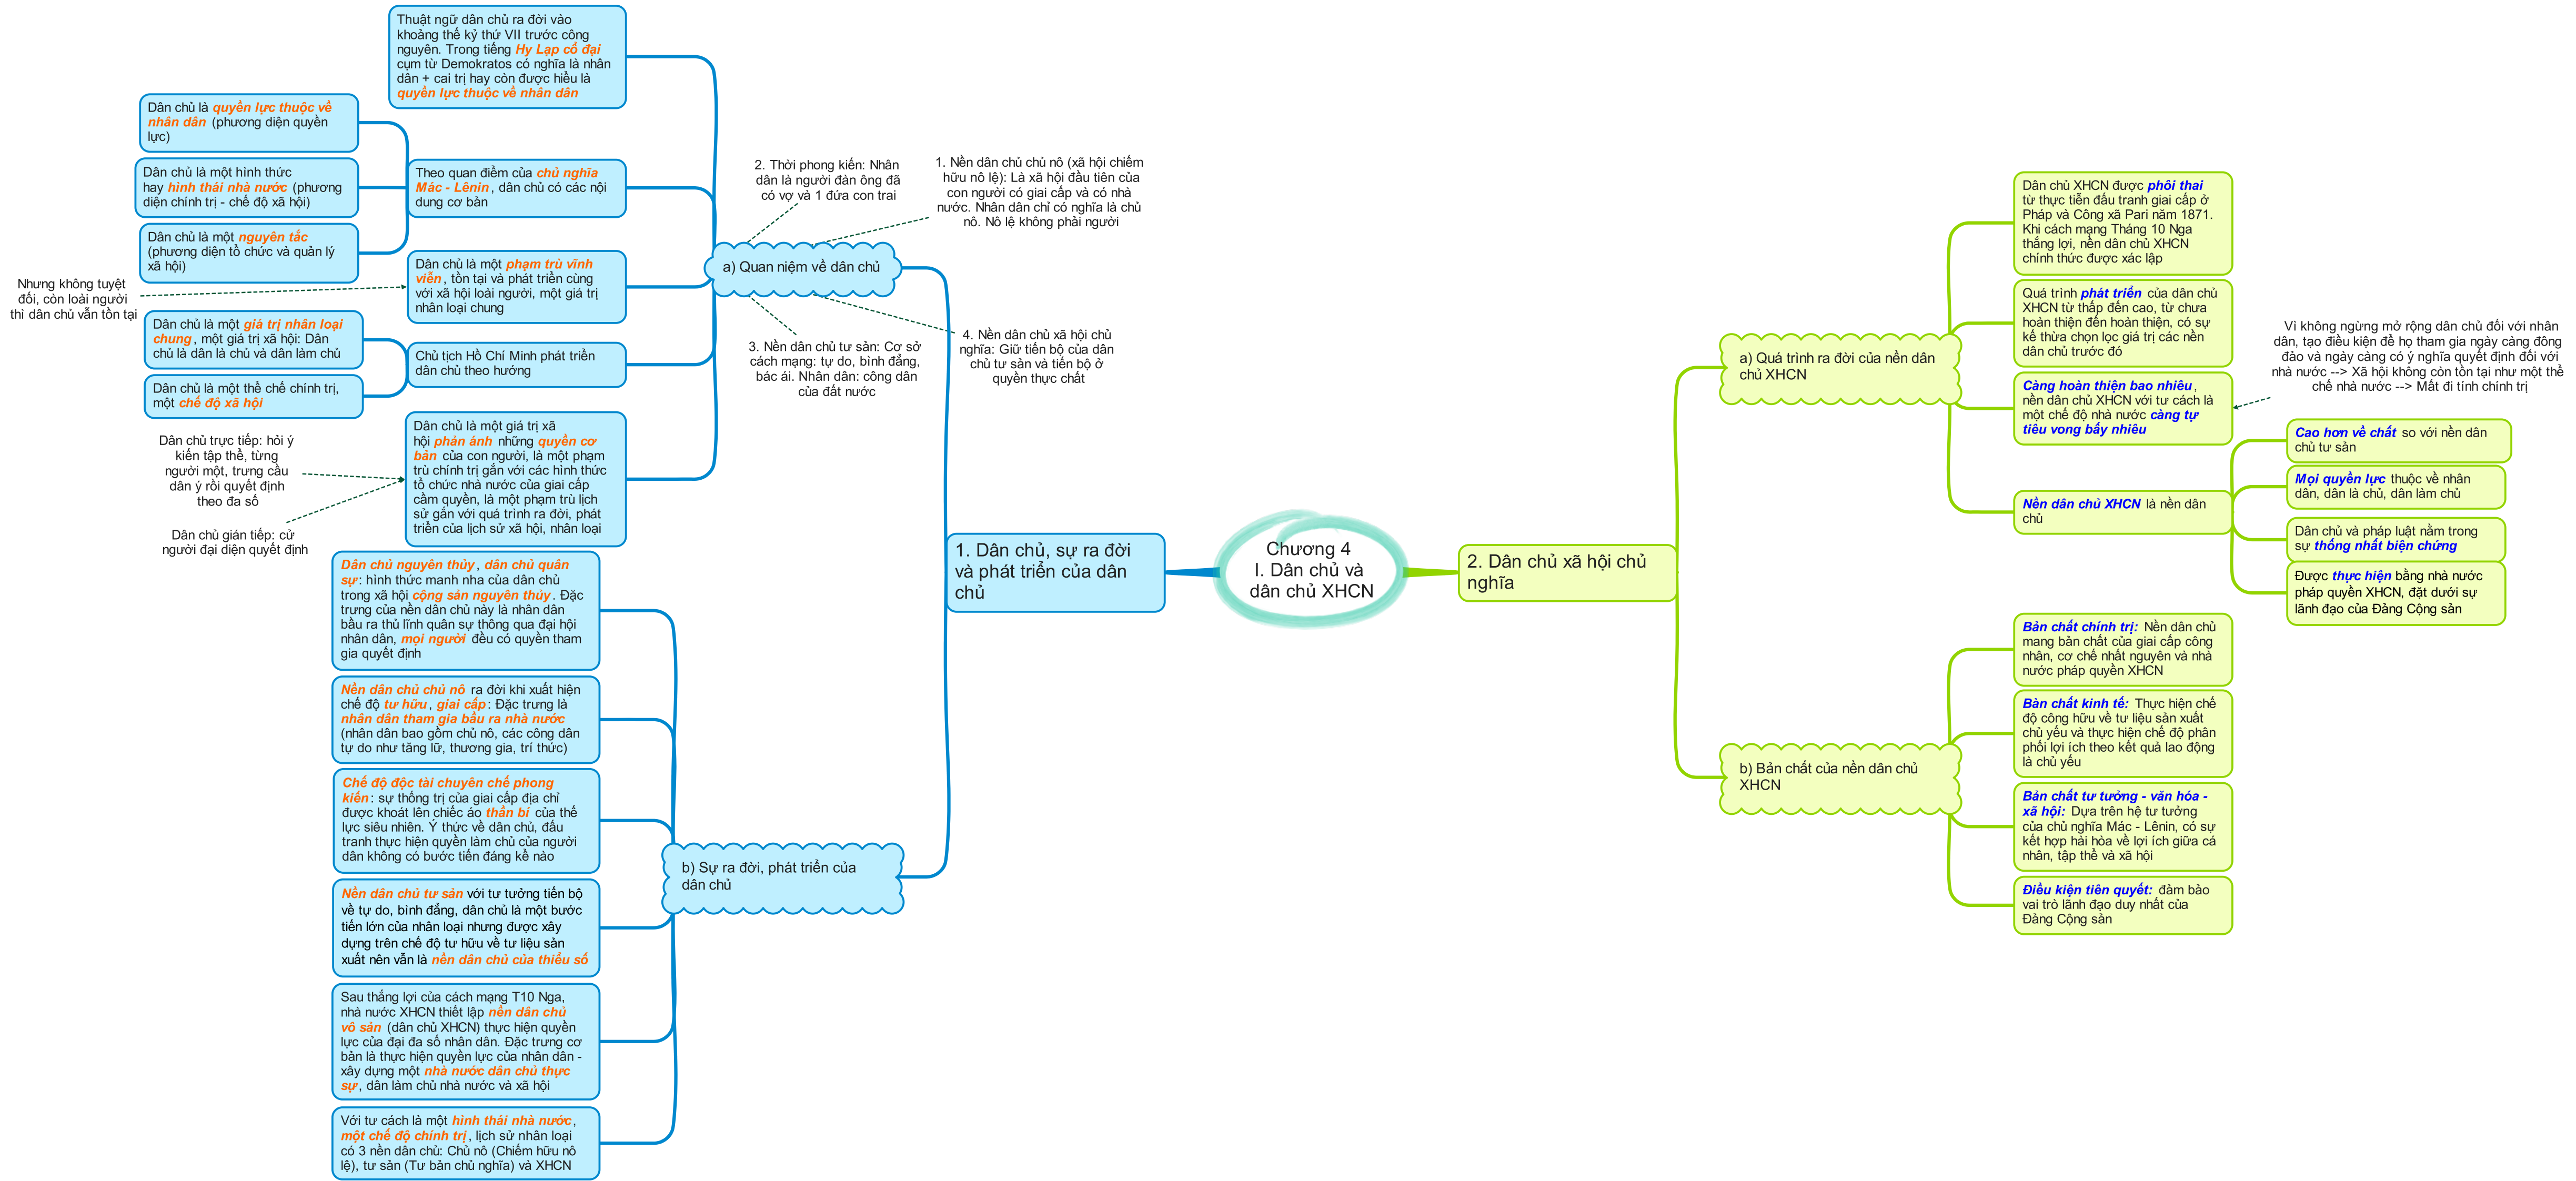 Chương 4
I. Dân chủ và
dân chủ XHCN
1. Dân chủ, sự ra đời
và phát triển của dân
chủ
a) Quan niệm về dân chủ
1. Nền dân chủ chủ nô (xã hội chiếm
hữu nô lệ): Là xã hội đầu tiên của
con người có giai cấp và có nhà
nước. Nhân dân chỉ có nghĩa là chủ
nô. Nô lệ không phải người
2. Thời phong kiến: Nhân
dân là người đàn ông đã
có vợ và 1 đứa con trai
3. Nền dân chủ tư sản: Cơ sở
cách mạng: tự do, bình đẳng,
bác ái. Nhân dân: công dân
của đất nước
4. Nền dân chủ xã hội chủ
nghĩa: Giữ tiến bộ của dân
chủ tư sản và tiến bộ ở
quyền thực chất
Thuật ngữ dân chủ ra đời vào
khoảng thế kỷ thứ VII trước công
nguyên. Trong tiếng Hy Lạp cổ đại
cụm từ Demokratos có nghĩa là nhân
dân + cai trị hay còn được hiểu là
quyền lực thuộc về nhân dân
Theo quan điểm của chủ nghĩa
Mác - Lênin, dân chủ có các nội
dung cơ bản
Dân chủ là quyền lực thuộc về
nhân dân (phương diện quyền
lực)
Dân chủ là một hình thức
hay hình thái nhà nước (phương
diện chính trị - chế độ xã hội)
Dân chủ là một nguyên tắc
(phương diện tổ chức và quản lý
xã hội)
Dân chủ là một phạm trù vĩnh
viễn, tồn tại và phát triển cùng
với xã hội loài người, một giá trị
nhân loại chung
Nhưng không tuyệt
đối, còn loài người
thì dân chủ vẫn tồn tại
Chủ tịch Hồ Chí Minh phát triển
dân chủ theo hướng
Dân chủ là một giá trị nhân loại
chung, một giá trị xã hội: Dân
chủ là dân là chủ và dân làm chủ
Dân chủ là một thể chế chính trị,
một chế độ xã hội
Dân chủ là một giá trị xã
hội phản ánh những quyền cơ
bản của con người, là một phạm
trù chính trị gắn với các hình thức
tổ chức nhà nước của giai cấp
cầm quyền, là một phạm trù lịch
sử gắn với quá trình ra đời, phát
triển của lịch sử xã hội, nhân loại
Dân chủ trực tiếp: hỏi ý
kiến tập thể, từng
người một, trưng cầu
dân ý rồi quyết định
theo đa số
Dân chủ gián tiếp: cử
người đại diện quyết định
b) Sự ra đời, phát triển của
dân chủ
Dân chủ nguyên thủy, dân chủ quân
sự: hình thức manh nha của dân chủ
trong xã hội cộng sản nguyên thủy. Đặc
trưng của nền dân chủ này là nhân dân
bầu ra thủ lĩnh quân sự thông qua đại hội
nhân dân, mọi người đều có quyền tham
gia quyết định
Nền dân chủ chủ nô ra đời khi xuất hiện
chế độ tư hữu, giai cấp: Đặc trưng là
nhân dân tham gia bầu ra nhà nước
(nhân dân bao gồm chủ nô, các công dân
tự do như tăng lữ, thương gia, trí thức)
Chế độ độc tài chuyên chế phong
kiến: sự thống trị của giai cấp địa chỉ
được khoát lên chiếc áo thần bí của thế
lực siêu nhiên. Ý thức về dân chủ, đấu
tranh thực hiện quyền làm chủ của người
dân không có bước tiến đáng kể nào
Nền dân chủ tư sản với tư tưởng tiến bộ
về tự do, bình đẳng, dân chủ là một bước
tiến lớn của nhân loại nhưng được xây
dựng trên chế độ tư hữu về tư liệu sản
xuất nên vẫn là nền dân chủ của thiểu số
Sau thắng lợi của cách mạng T10 Nga,
nhà nước XHCN thiết lập nền dân chủ
vô sản (dân chủ XHCN) thực hiện quyền
lực của đại đa số nhân dân. Đặc trưng cơ
bản là thực hiện quyền lực của nhân dân -
xây dựng một nhà nước dân chủ thực
sự, dân làm chủ nhà nước và xã hội
Với tư cách là một hình thái nhà nước,
một chế độ chính trị, lịch sử nhân loại
có 3 nền dân chủ: Chủ nô (Chiếm hữu nô
lệ), tư sản (Tư bản chủ nghĩa) và XHCN
2. Dân chủ xã hội chủ
nghĩa
a) Quá trình ra đời của nền dân
chủ XHCN
Dân chủ XHCN được phôi thai
từ thực tiễn đấu tranh giai cấp ở
Pháp và Công xã Pari năm 1871.
Khi cách mạng Tháng 10 Nga
thắng lợi, nền dân chủ XHCN
chính thức được xác lập
Quá trình phát triển của dân chủ
XHCN từ thấp đến cao, từ chưa
hoàn thiện đến hoàn thiện, có sự
kế thừa chọn lọc giá trị các nền
dân chủ trước đó
Càng hoàn thiện bao nhiêu,
nền dân chủ XHCN với tư cách là
một chế độ nhà nước càng tự
tiêu vong bấy nhiêu
Vì không ngừng mở rộng dân chủ đối với nhân
dân, tạo điều kiện để họ tham gia ngày càng đông
đảo và ngày càng có ý nghĩa quyết định đối với
nhà nước --> Xã hội không còn tồn tại như một thể
chế nhà nước --> Mất đi tính chính trị
Nền dân chủ XHCN là nền dân
chủ
Cao hơn về chất so với nền dân
chủ tư sản
Mọi quyền lực thuộc về nhân
dân, dân là chủ, dân làm chủ
Dân chủ và pháp luật nằm trong
sự thống nhất biện chứng
Được thực hiện bằng nhà nước
pháp quyền XHCN, đặt dưới sự
lãnh đạo của Đảng Cộng sản
b) Bản chất của nền dân chủ
XHCN
Bản chất chính trị: Nền dân chủ
mang bản chất của giai cấp công
nhân, cơ chế nhất nguyên và nhà
nước pháp quyền XHCN
Bản chất kinh tế: Thực hiện chế
độ công hữu về tư liệu sản xuất
chủ yếu và thực hiện chế độ phân
phối lợi ích theo kết quả lao động
là chủ yếu
Bản chất tư tưởng - văn hóa -
xã hội: Dựa trên hệ tư tưởng
của chủ nghĩa Mác - Lênin, có sự
kết hợp hài hòa về lợi ích giữa cá
nhân, tập thể và xã hội
Điều kiện tiên quyết: đảm bảo
vai trò lãnh đạo duy nhất của
Đảng Cộng sản